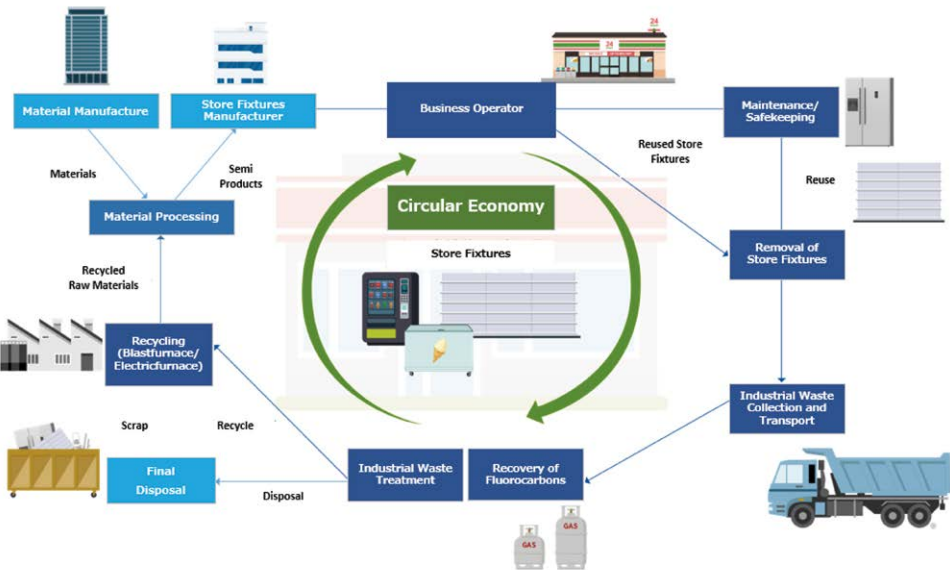 24
24
Material Manufacture
Store Fixtures
Manufacturer
Business Operator
Maintenance/
Safekeeping
Materials
Semi
Products
Reused Store
Fixtures
Reuse
Material Processing
Circular Economy
Store Fixtures
Removal of
Store Fixtures
Recycled
Raw Materials
Recycling
(Blastfurnace/
Electricfurnace)
Industrial Waste
Collection and
Transport
Scrap
Recycle
Final
Disposal
Disposal
Industrial Waste
Treatment
Recovery of
Fluorocarbons
GAS
GAS